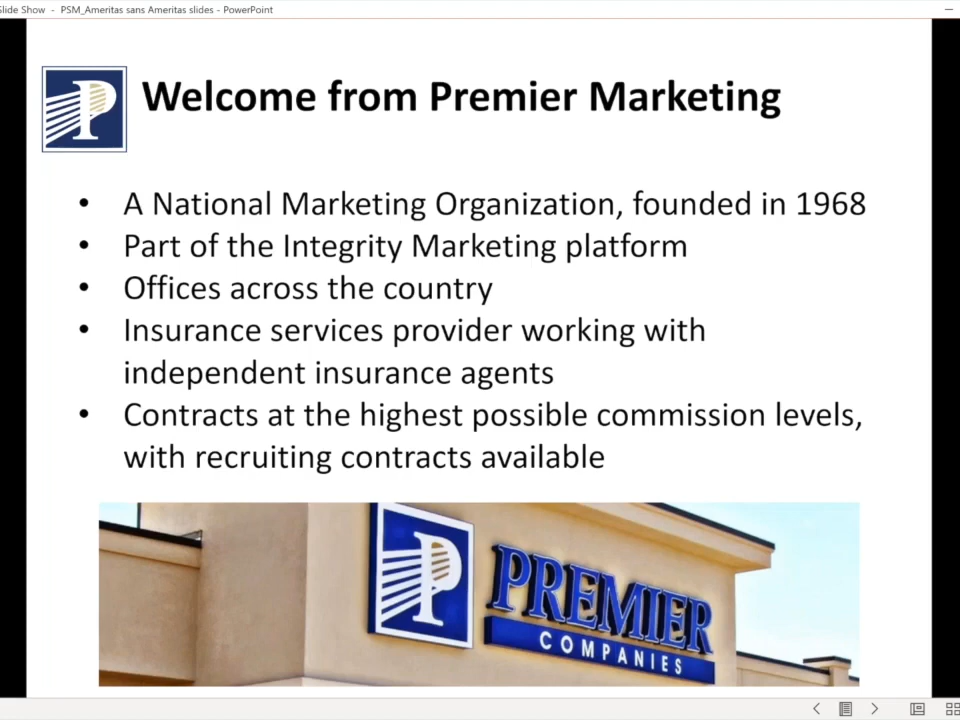 Slide Show - PSM_Ameritas sans Ameritas slides - PowerPoint
P
Welcome from Premier Marketing
• A National Marketing Organization, founded in 1968
• Part of the Integrity Marketing platform
• Offices across the country
• Insurance services provider working with
independent insurance agents
• Contracts at the highest possible commission levels,
with recruiting contracts available
P
PREMIER
COMPANIES